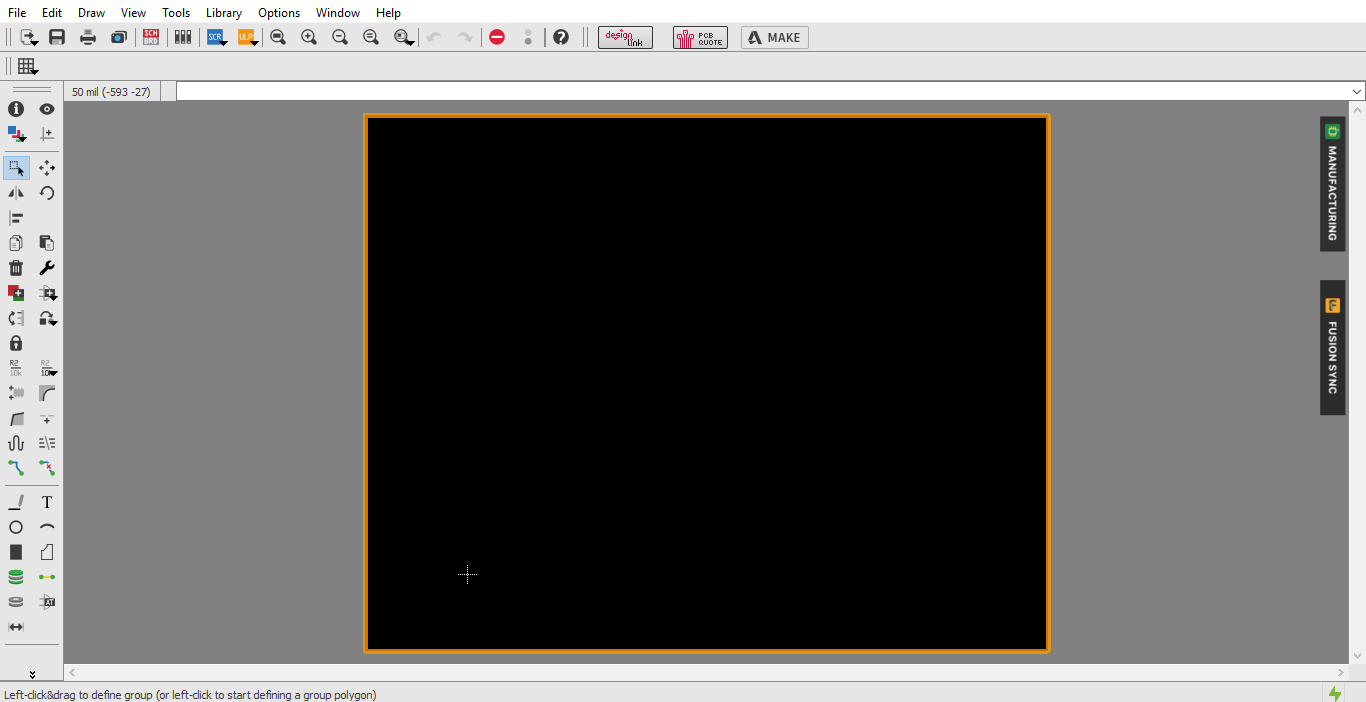 File Edit Draw View Tools Library Options Window Help
SCH BRD SCR ULP design link PCB QUOTE MAKE
50 mil (-593 -27)
MANUFACTURING
FUSION SYNC
R2 10k R2 10k
T
AT
Left-click&drag to define group (or left-click to start defining a group polygon)